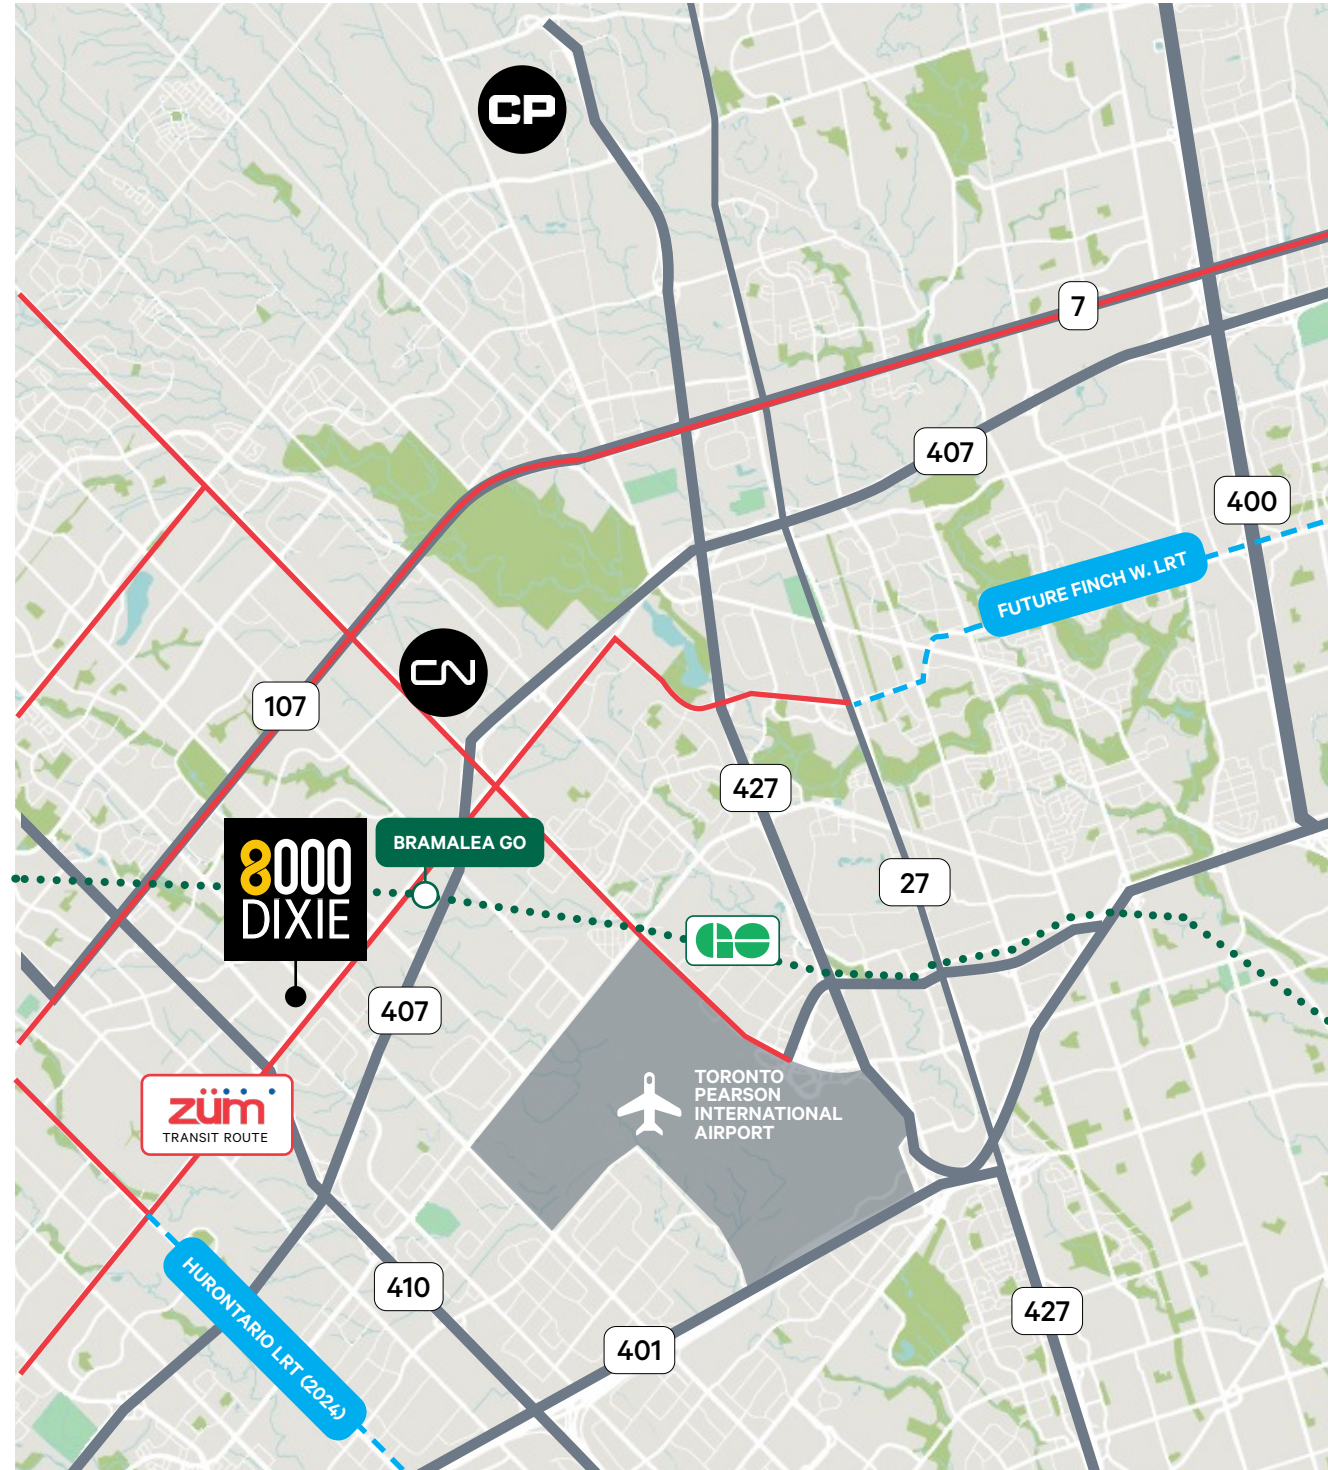 CP
7
407
400
FUTURE FINCH W. LRT
CN
107
427
8000
DIXIE
BRAMALEA GO
27
GO
407
TORONTO
PEARSON
INTERNATIONAL
AIRPORT
züm
TRANSIT ROUTE
HURONTARIO LRT (2024)
410
427
401